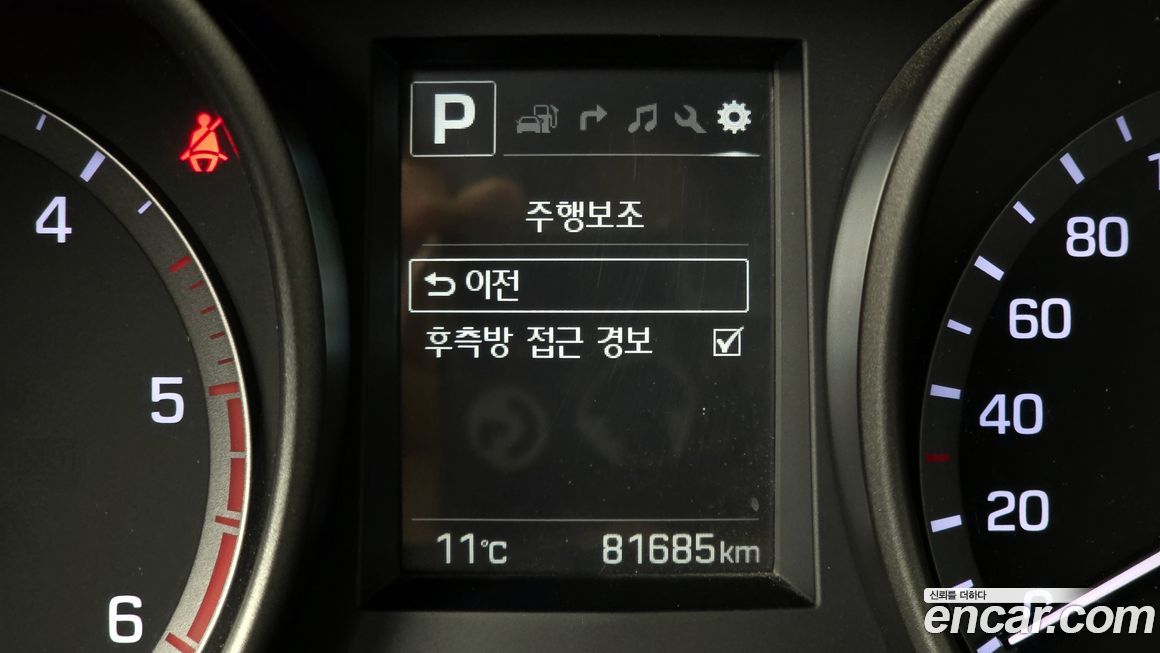 P
주행보조
이전
후측방 접근 경보
11°C 81685km
4
5
6
80
60
40
20
신뢰를 더하다
encar.com